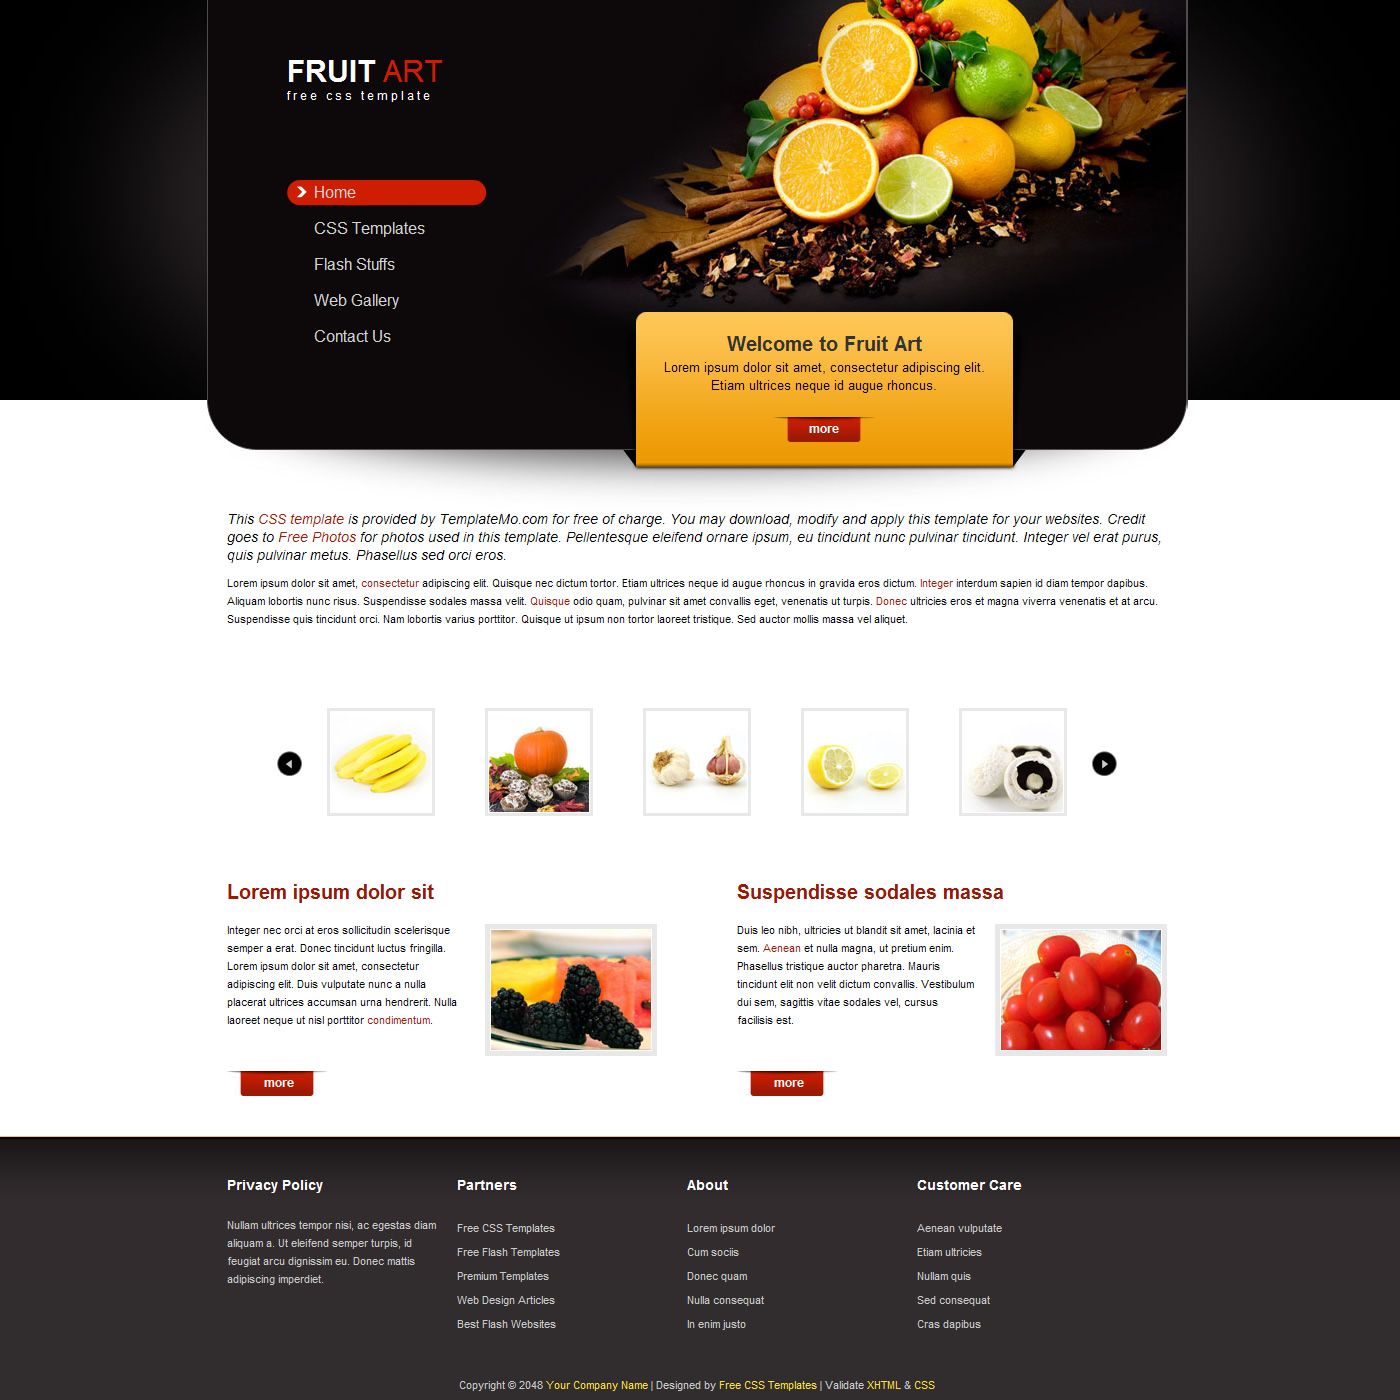 FRUIT ART
free css template
Home
CSS Templates
Flash Stuffs
Web Gallery
Contact Us
Welcome to Fruit Art
Lorem ipsum dolor sit amet, consectetur adipiscing elit.
Etiam ultrices neque id augue rhoncus.
more
This CSS template is provided by TemplateMo.com for free of charge. You may download, modify and apply this template for your websites. Credit
goes to Free Photos for photos used in this template. Pellentesque eleifend ornare ipsum, eu tincidunt nunc pulvinar tincidunt. Integer vel erat purus,
quis pulvinar metus. Phasellus sed orci eros.
Lorem ipsum dolor sit amet, consectetur adipiscing elit. Quisque nec dictum tortor. Etiam ultrices neque id augue rhoncus in gravida eros dictum. Integer interdum sapien id diam tempor dapibus.
Aliquam lobortis nunc risus. Suspendisse sodales massa velit. Quisque odio quam, pulvinar sit amet convallis eget, venenatis ut turpis. Donec ultricies eros et magna viverra venenatis et at arcu.
Suspendisse quis tincidunt orci. Nam lobortis varius porttitor. Quisque ut ipsum non tortor laoreet tristique. Sed auctor mollis massa vel aliquet.
Lorem ipsum dolor sit
Integer nec orci at eros sollicitudin scelerisque
semper a erat. Donec tincidunt luctus fringilla.
Lorem ipsum dolor sit amet, consectetur
adipiscing elit. Duis vulputate nunc a nulla
placerat ultrices accumsan urna hendrerit. Nulla
laoreet neque ut nisl porttitor condimentum.
more
Suspendisse sodales massa
Duis leo nibh, ultricies ut blandit sit amet, lacinia et
sem. Aenean et nulla magna, ut pretium enim.
Phasellus tristique auctor pharetra. Mauris
tincidunt elit non velit dictum convallis. Vestibulum
dui sem, sagittis vitae sodales vel, cursus
facilisis est.
more
Privacy Policy
Nullam ultrices tempor nisi, ac egestas diam
aliquam a. Ut eleifend semper turpis, id
feugiat arcu dignissim eu. Donec mattis
adipiscing imperdiet.
Partners
Free CSS Templates
Free Flash Templates
Premium Templates
Web Design Articles
Best Flash Websites
About
Lorem ipsum dolor
Cum sociis
Donec quam
Nulla consequat
In enim justo
Customer Care
Aenean vulputate
Etiam ultricies
Nullam quis
Sed consequat
Cras dapibus
Copyright © 2048 Your Company Name | Designed by Free CSS Templates | Validate XHTML & CSS